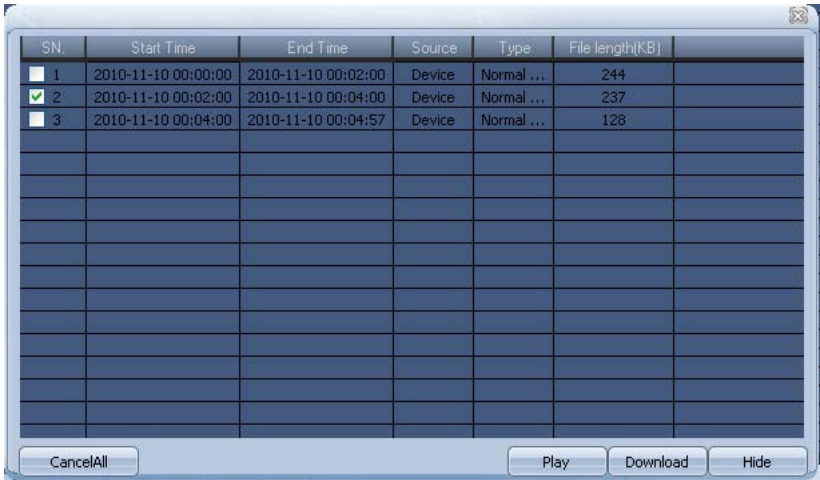 SN. Start Time End Time Source Type File length(KB)
1 2010-11-10 00:00:00 2010-11-10 00:02:00 Device Normal ... 244
2 2010-11-10 00:02:00 2010-11-10 00:04:00 Device Normal ... 237
3 2010-11-10 00:04:00 2010-11-10 00:04:57 Device Normal ... 128
CancelAll Play Download Hide